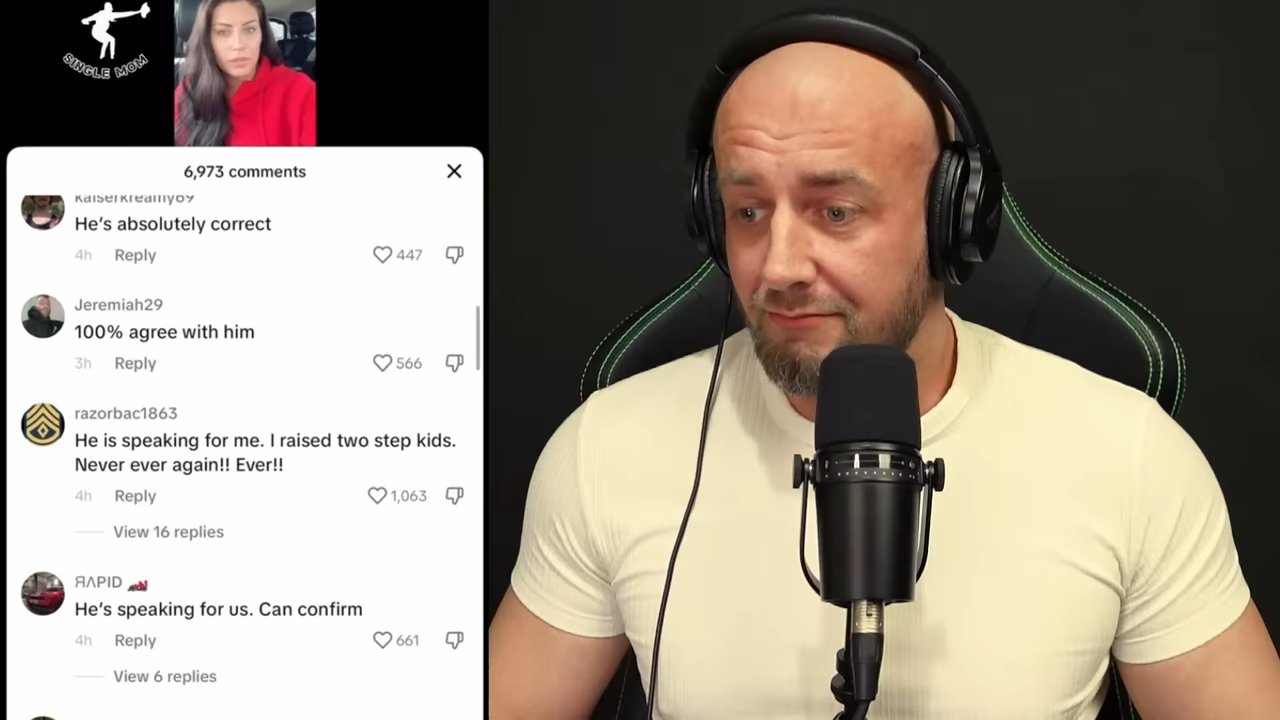 SINGLE MOM
6,973 comments
kaiserkreamy69
He's absolutely correct
4h Reply 447
Jeremiah29
100% agree with him
3h Reply 566
razorbac1863
He is speaking for me. I raised two step kids.
Never ever again!! Ever!!
4h Reply 1,063
View 16 replies
ЯΛPID
He's speaking for us. Can confirm
4h Reply 661
View 6 replies